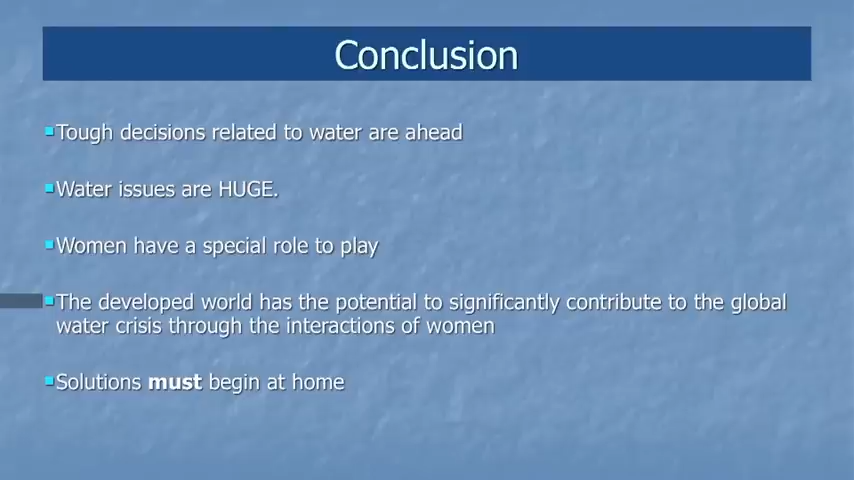 Conclusion
Tough decisions related to water are ahead
Water issues are HUGE.
Women have a special role to play
The developed world has the potential to significantly contribute to the global
water crisis through the interactions of women
Solutions must begin at home